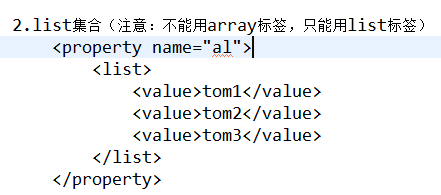 2.list集合（注意：不能用array标签，只能用list标签）
<property name="al">
<list>
<value>tom1</value>
<value>tom2</value>
<value>tom3</value>
</list>
</property>